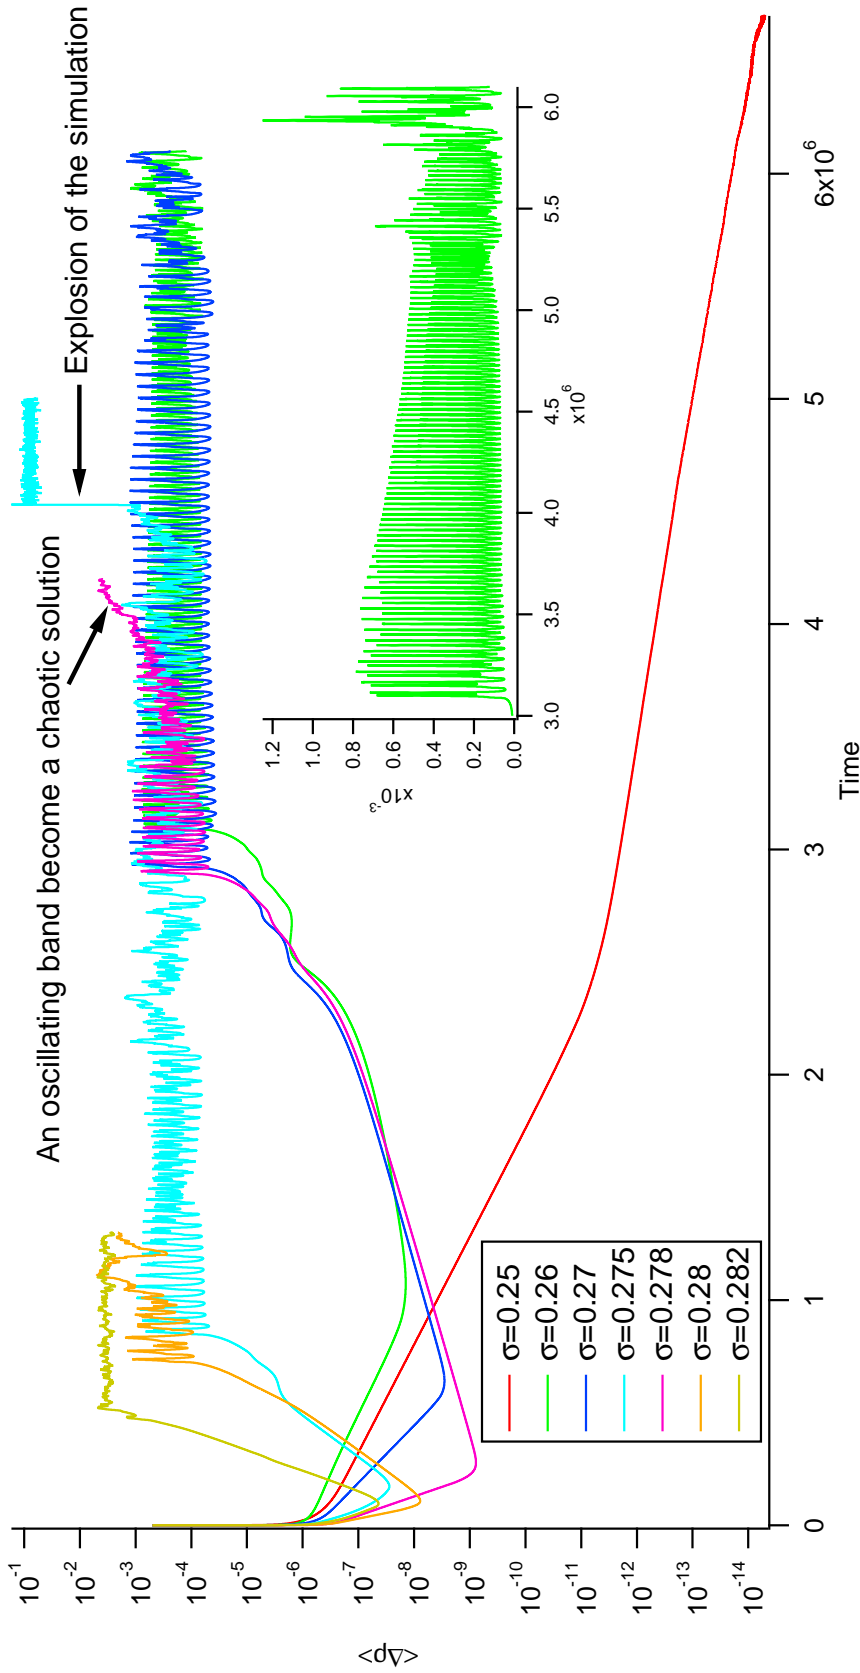 An oscillating band become a chaotic solution
Explosion of the simulation
10-1
10-2
10-3
10-4
10-5
10-6
10-7
10-8
10-9
10-10
10-11
10-12
10-13
10-14
<Δp>
0
1
2
3
4
5
6x106
Time
σ=0.25
σ=0.26
σ=0.27
σ=0.275
σ=0.278
σ=0.28
σ=0.282
1.2
1.0
0.8
0.6
0.4
0.2
0.0
x10-3
3.0
3.5
4.0
4.5
5.0
5.5
6.0
x106